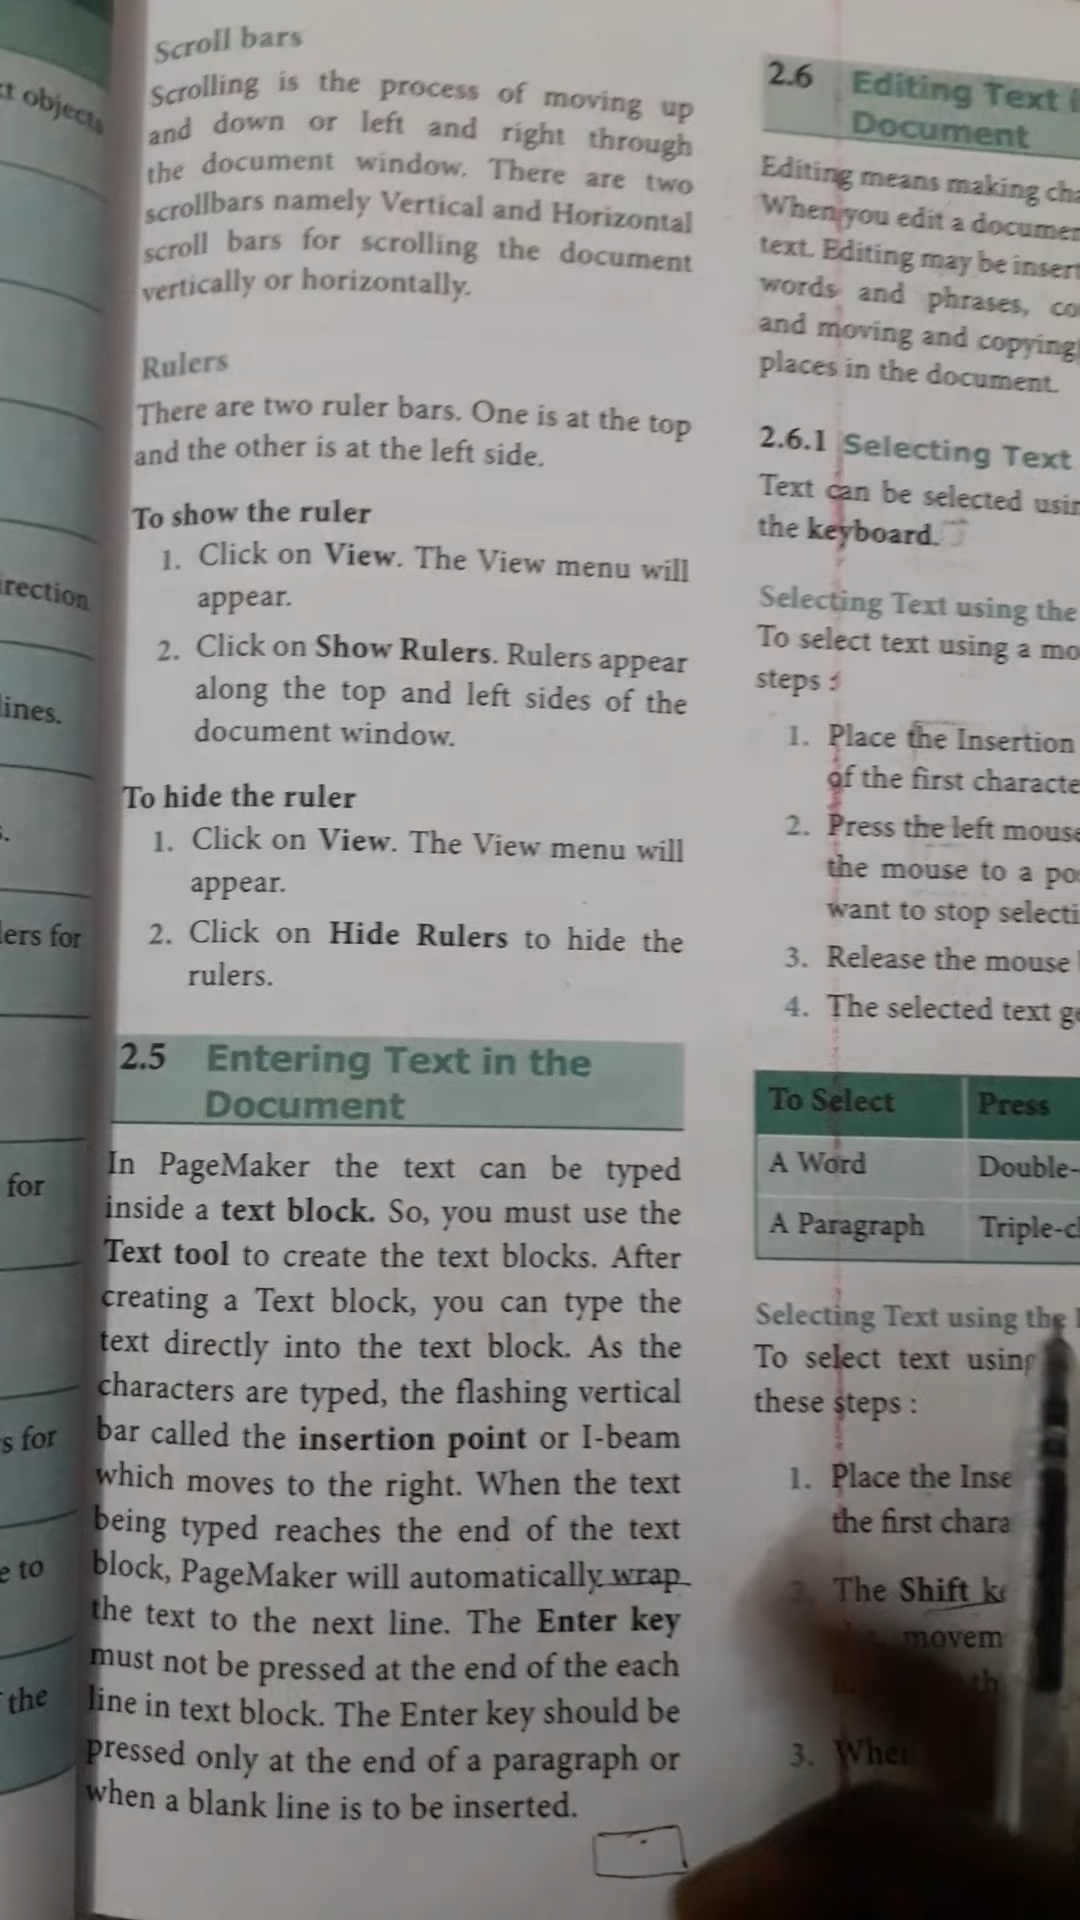 t objects
irection
lines.
s.
lers for
for
s for
e to
the
Scroll bars
Scrolling is the process of moving up
and down or left and right through
the document window. There are two
scrollbars namely Vertical and Horizontal
scroll bars for scrolling the document
vertically or horizontally.
Rulers
There are two ruler bars. One is at the top
and the other is at the left side.
To show the ruler
1. Click on View. The View menu will
appear.
2. Click on Show Rulers. Rulers appear
along the top and left sides of the
document window.
To hide the ruler
1. Click on View. The View menu will
appear.
2. Click on Hide Rulers to hide the
rulers.
2.5 Entering Text in the
Document
In PageMaker the text can be typed
inside a text block. So, you must use the
Text tool to create the text blocks. After
creating a Text block, you can type the
text directly into the text block. As the
characters are typed, the flashing vertical
bar called the insertion point or I-beam
which moves to the right. When the text
being typed reaches the end of the text
block, PageMaker will automatically wrap
the text to the next line. The Enter key
must not be pressed at the end of the each
line in text block. The Enter key should be
pressed only at the end of a paragraph or
when a blank line is to be inserted.
2.6 Editing Text i
Document
Editing means making cha
When you edit a documen
text. Editing may be insert
words and phrases, co
and moving and copying
places in the document.
2.6.1 Selecting Text
Text can be selected usin
the keyboard.
Selecting Text using the
To select text using a mo
steps :
1. Place the Insertion
of the first characte
2. Press the left mouse
the mouse to a po
want to stop selecti
3. Release the mouse
4. The selected text ge
To Select Press
A Word Double-
A Paragraph Triple-cl
Selecting Text using the
To select text using
these steps :
1. Place the Inse
the first chara
2. The Shift ke
movem
th
3. When